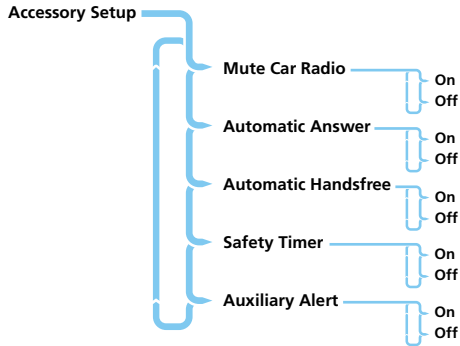 Accessory Setup
Mute Car Radio
On
Off
Automatic Answer
On
Off
Automatic Handsfree
On
Off
Safety Timer
On
Off
Auxiliary Alert
On
Off